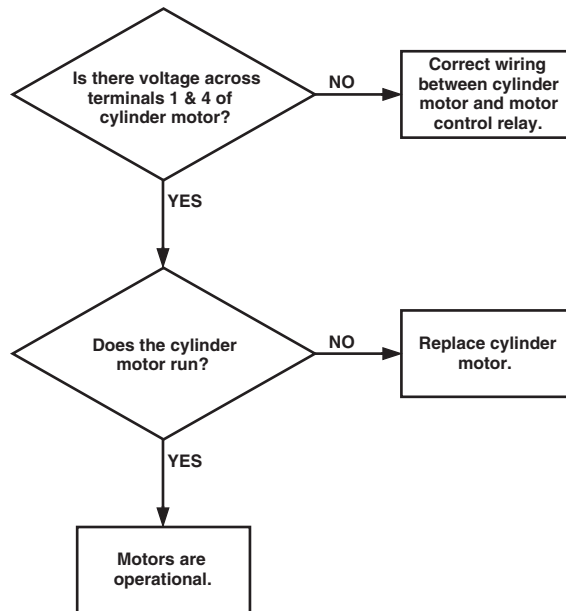 Is there voltage across
terminals 1 & 4 of
cylinder motor?
NO
Correct wiring
between cylinder
motor and motor
control relay.
YES
Does the cylinder
motor run?
NO
Replace cylinder
motor.
YES
Motors are
operational.